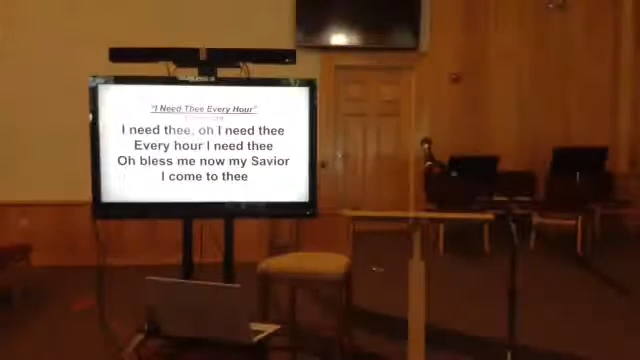 "I Need Thee Every Hour"
I need thee, oh I need thee
Every hour I need thee
Oh bless me now my Savior
I come to thee